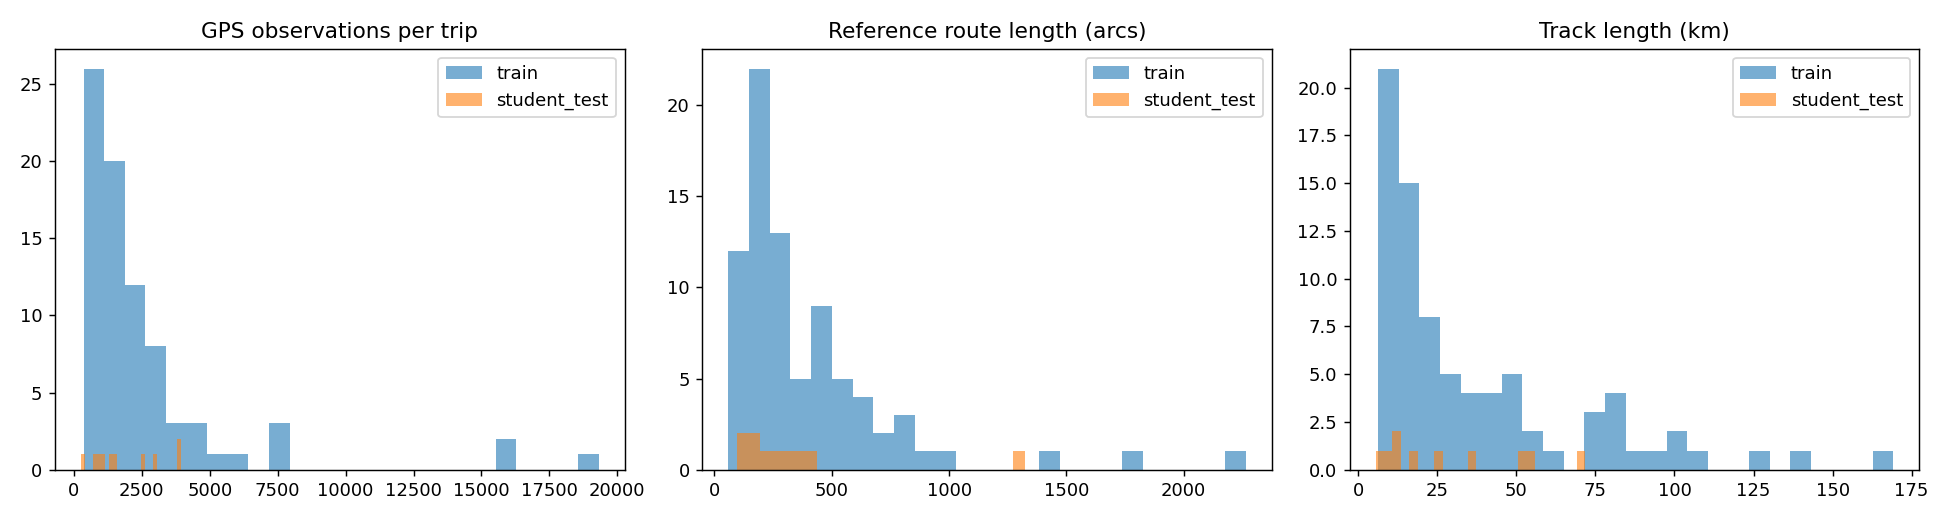 GPS observations per trip
25
20
15
10
5
0
0 2500 5000 7500 10000 12500 15000 17500 20000
train
student_test
Reference route length (arcs)
20
15
10
5
0
0 500 1000 1500 2000
train
student_test
Track length (km)
20.0
17.5
15.0
12.5
10.0
7.5
5.0
2.5
0.0
0 25 50 75 100 125 150 175
train
student_test